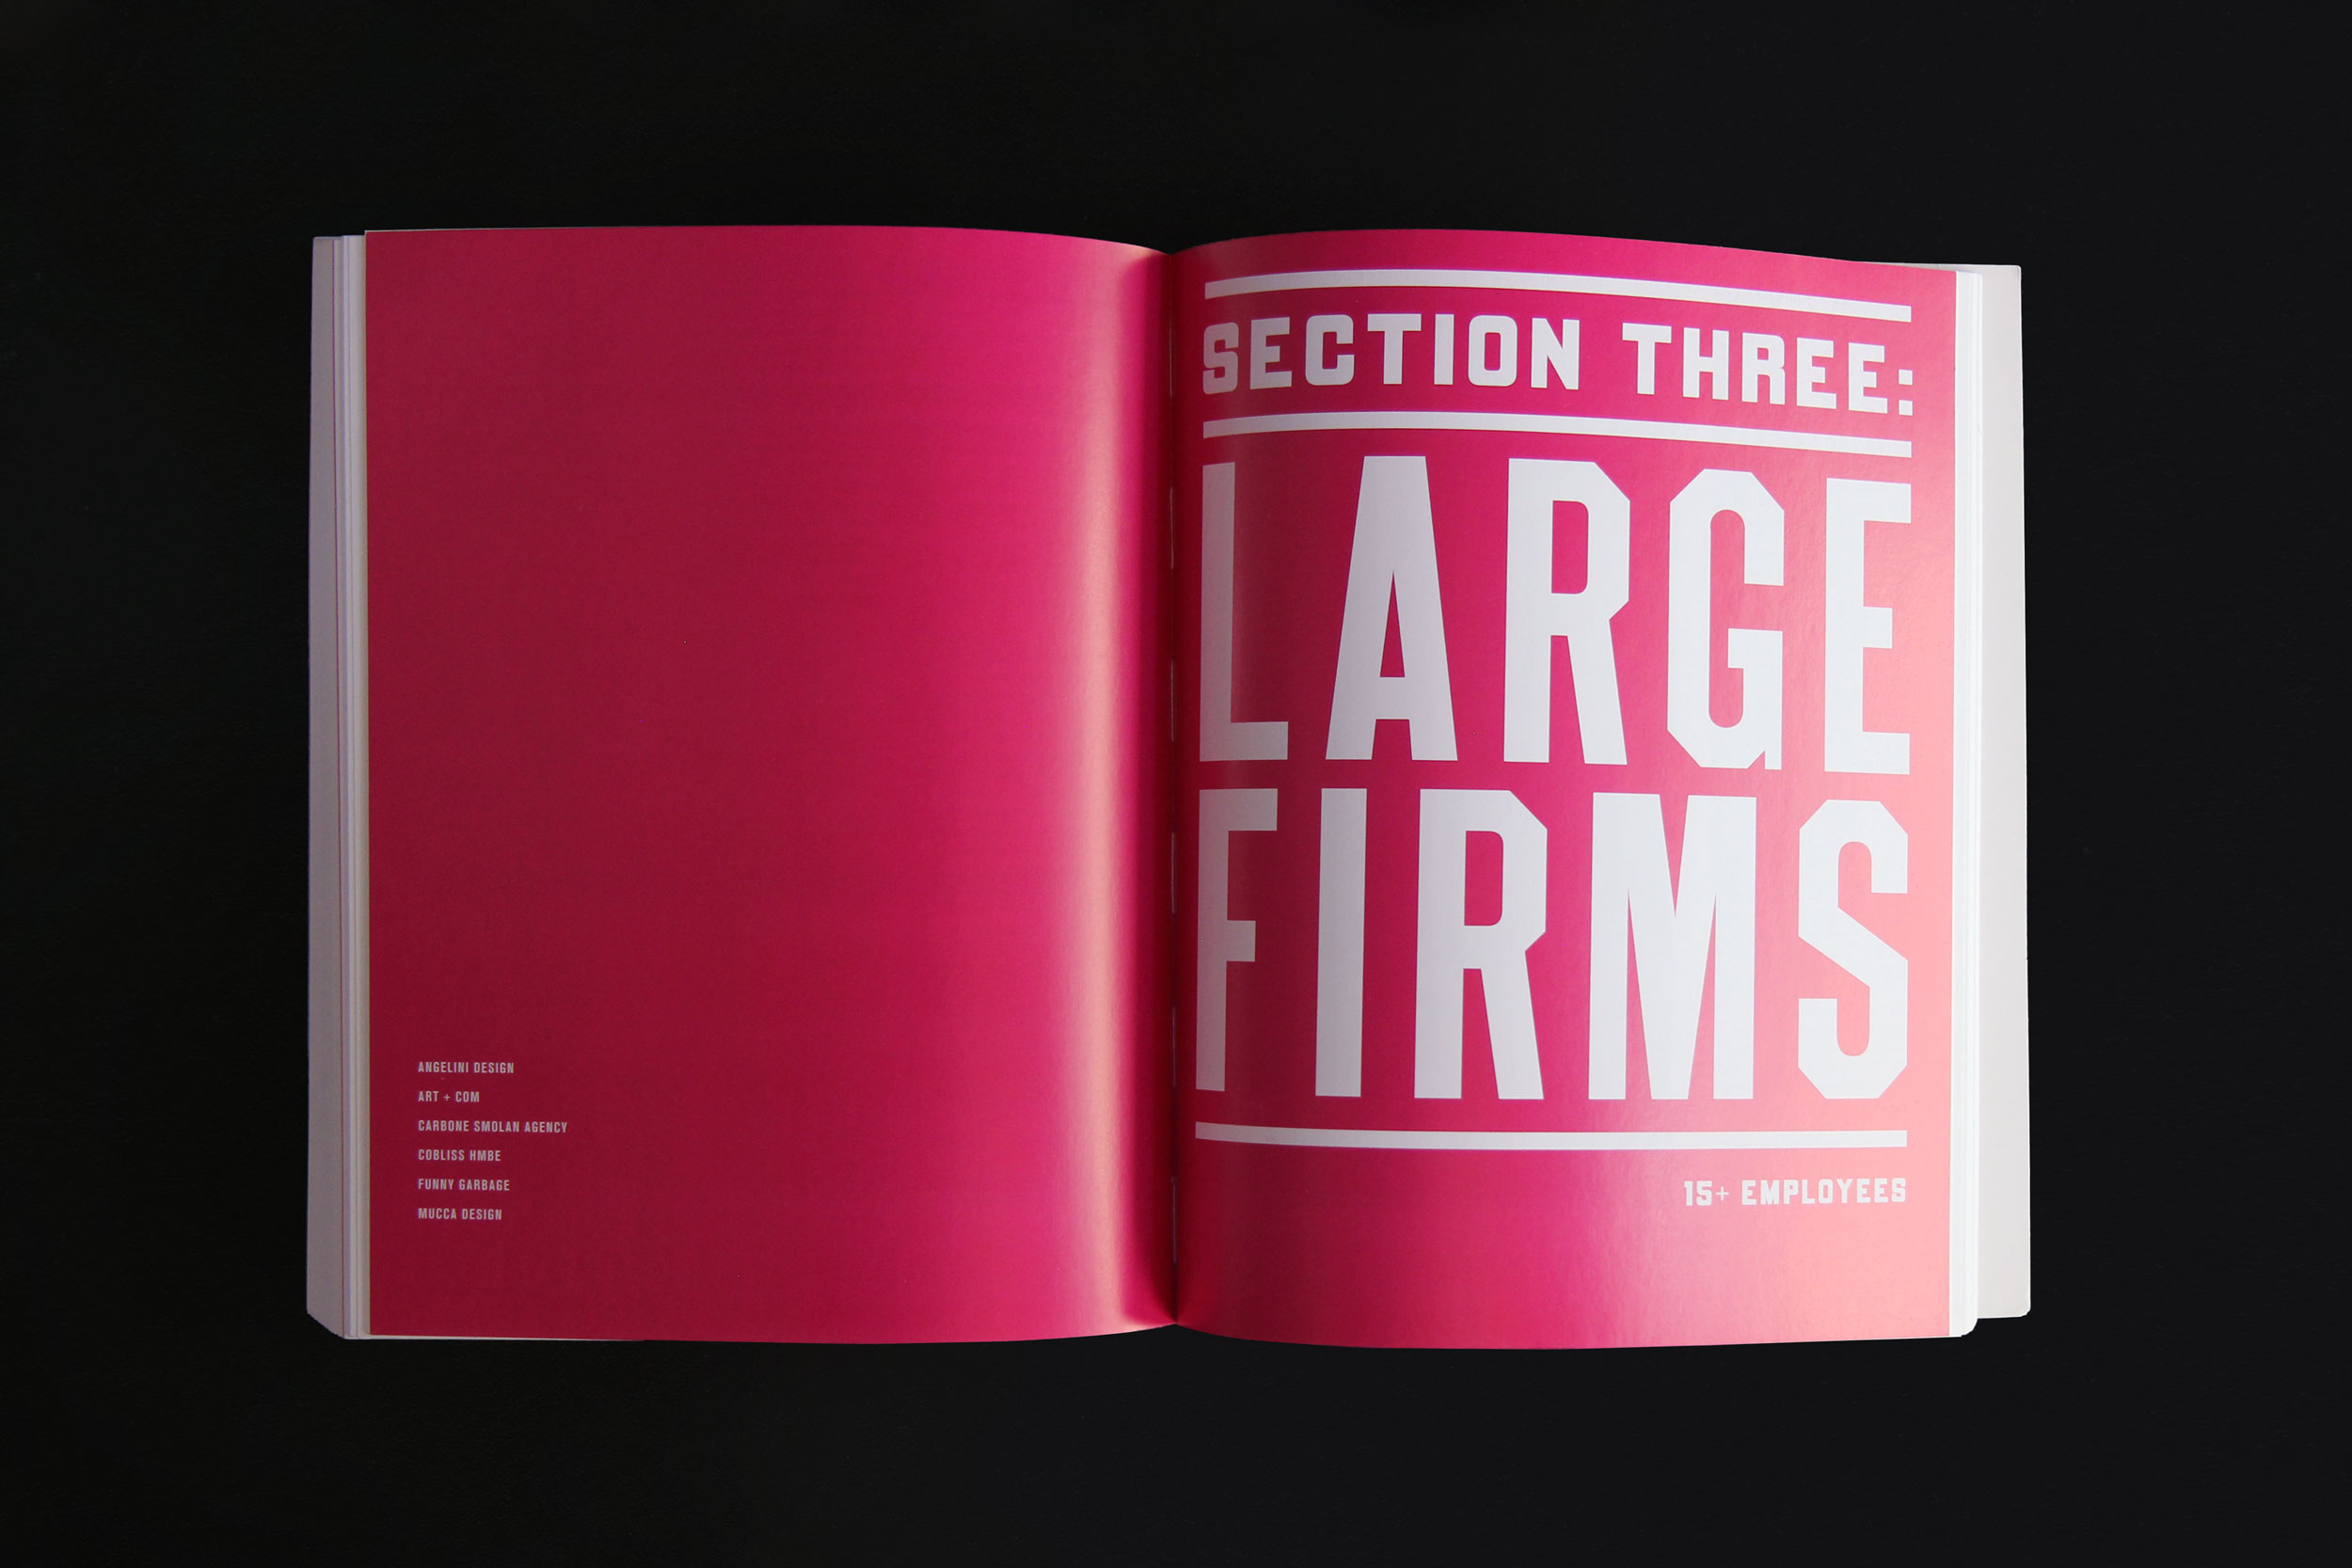 ANGELINI DESIGN
ART + COM
CARBONE SMOLAN AGENCY
COBLISS HMBE
FUNNY GARBAGE
MUCCA DESIGN
SECTION THREE:
LARGE
FIRMS
15+ EMPLOYEES